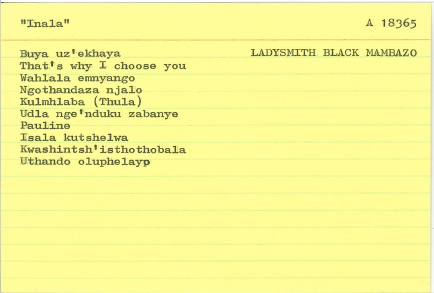 "Inala" A 18365
Buya uz'ekhaya LADYSMITH BLACK MAMBAZO
That's why I choose you
Wahlala emnyango
Ngothandaza njalo
Kulmhlaba (Thula)
Udla nge'nduku zabanye
Pauline
Isala kutshelwa
Kwashintsh'isthothobala
Uthando oluphelayp